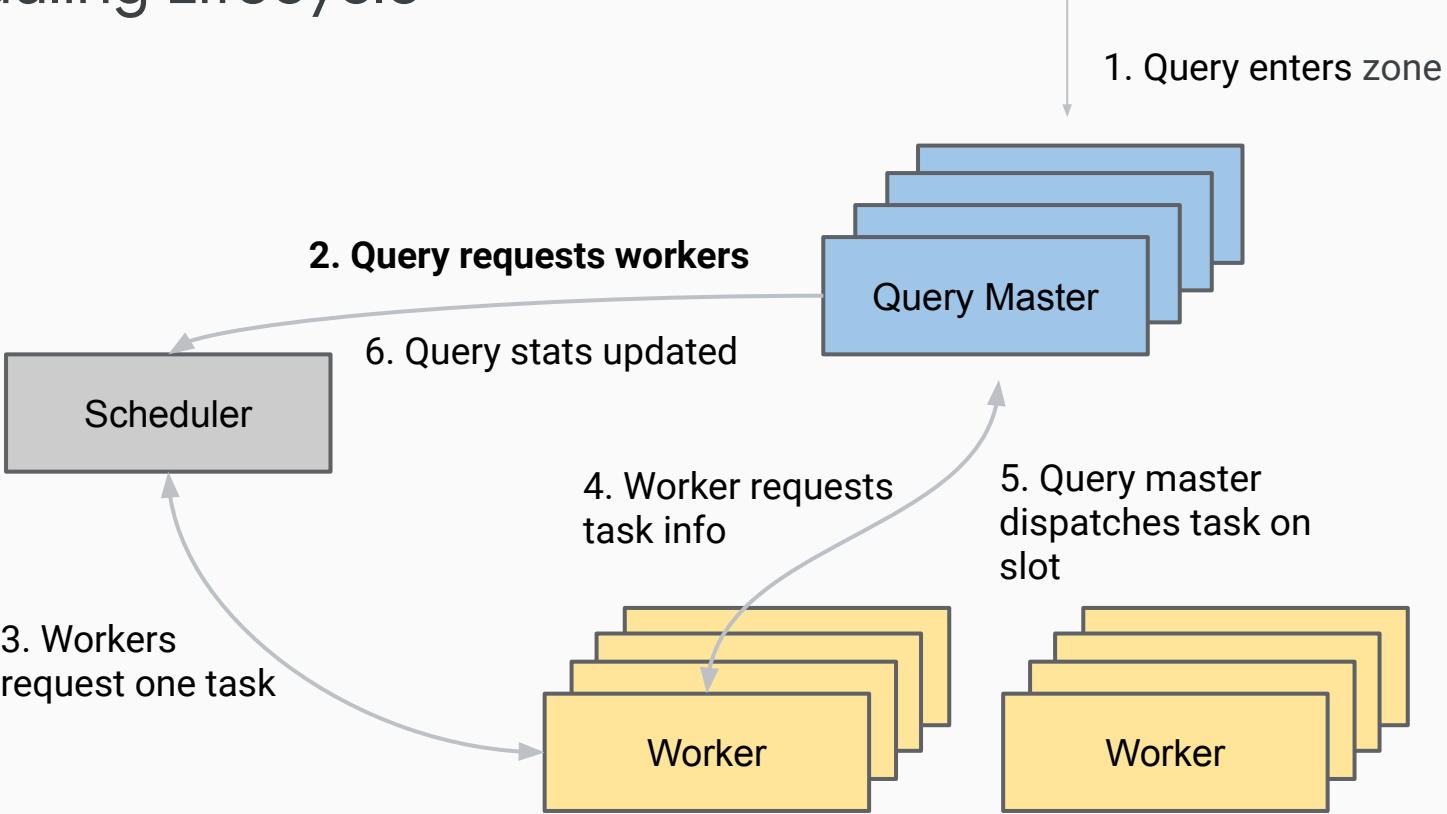 Lifecycle
1. Query enters zone
2. Query requests workers
Query Master
6. Query stats updated
Scheduler
4. Worker requests
task info
5. Query master
dispatches task on
slot
3. Workers
request one task
Worker
Worker